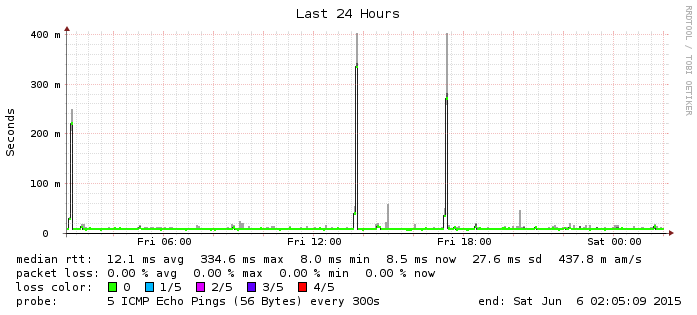 Last 24 Hours
RRDTOOL / TOBI OETIKER
Seconds
400 m
300 m
200 m
100 m
0
Fri 06:00 Fri 12:00 Fri 18:00 Sat 00:00
median rtt: 12.1 ms avg 334.6 ms max 8.0 ms min 8.5 ms now 27.6 ms sd 437.8 m am/s
packet loss: 0.00 % avg 0.00 % max 0.00 % min 0.00 % now
loss color: 0 1/5 2/5 3/5 4/5
probe: 5 ICMP Echo Pings (56 Bytes) every 300s end: Sat Jun 6 02:05:09 2015